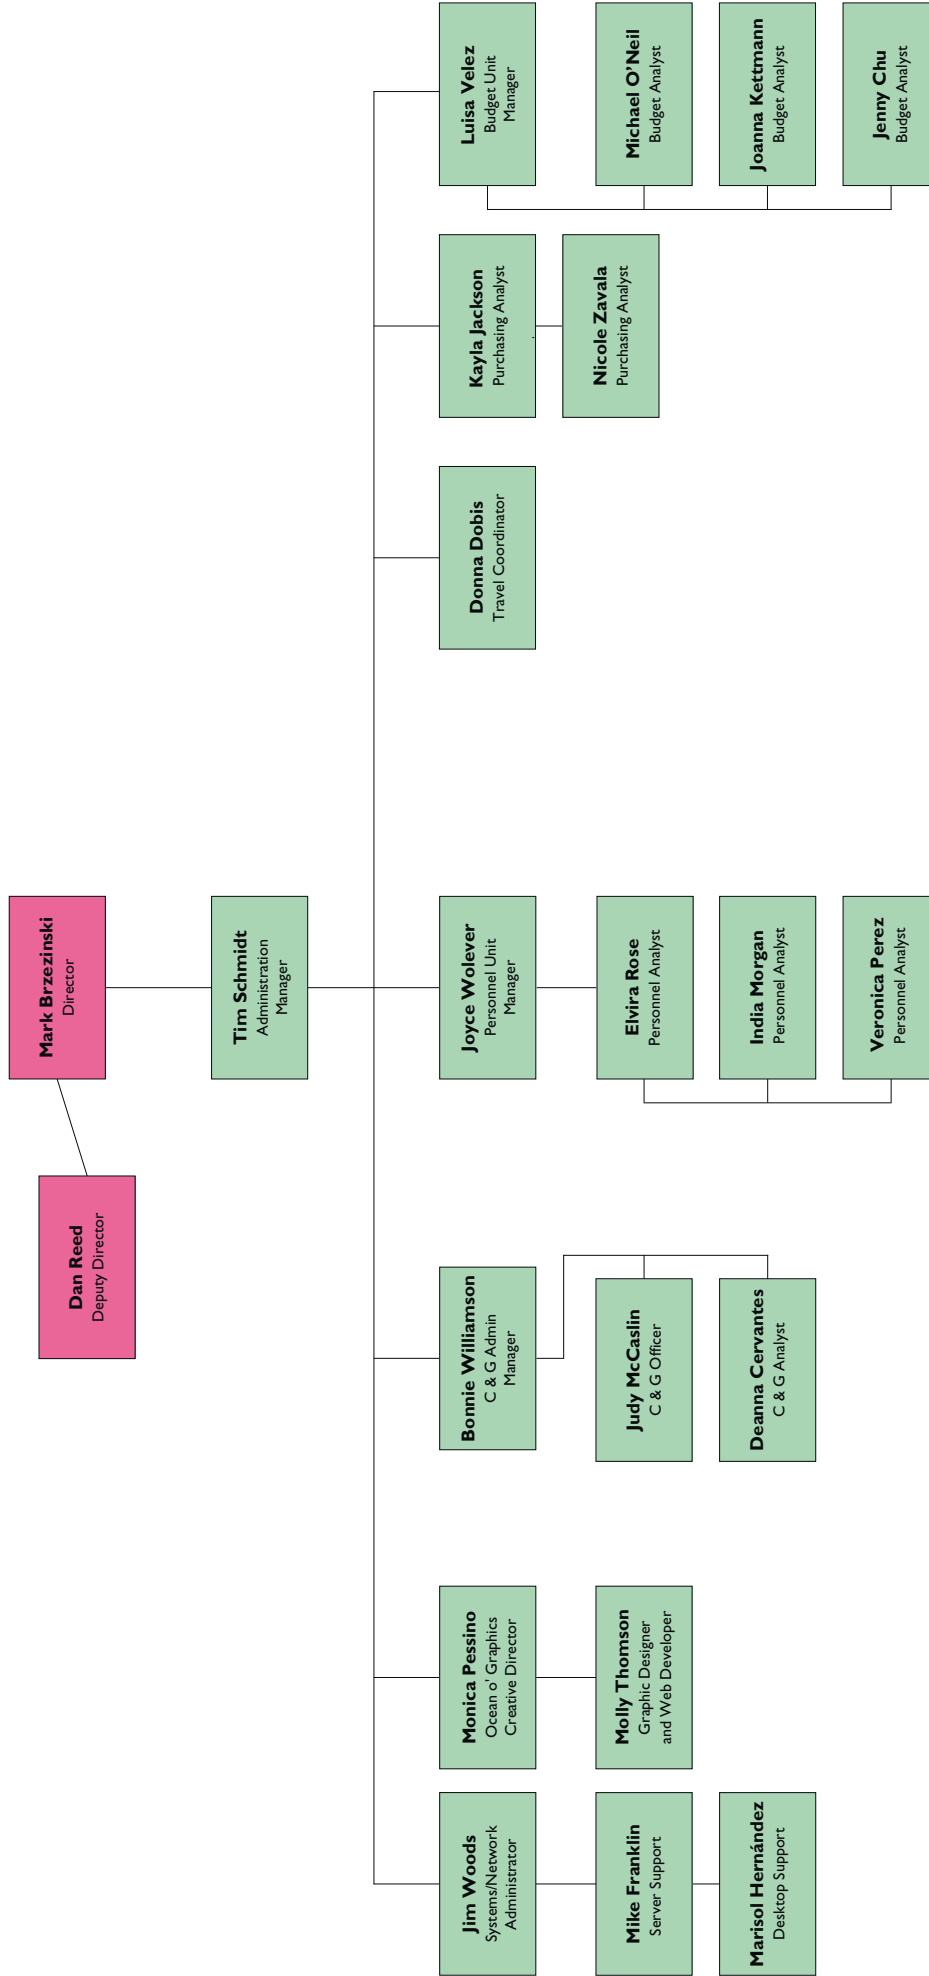 Mark Brzezinski
Director
Dan Reed
Deputy Director
Tim Schmidt
Administration
Manager
Jim Woods
Systems/Network
Administrator
Mike Franklin
Server Support
Marisol Hernández
Desktop Support
Monica Pessino
Ocean o' Graphics
Creative Director
Molly Thomson
Graphic Designer
and Web Developer
Bonnie Williamson
C & G Admin
Manager
Judy McCaslin
C & G Officer
Deanna Cervantes
C & G Analyst
Joyce Wolever
Personnel Unit
Manager
Elvira Rose
Personnel Analyst
India Morgan
Personnel Analyst
Veronica Perez
Personnel Analyst
Donna Dobis
Travel Coordinator
Kayla Jackson
Purchasing Analyst
Nicole Zavala
Purchasing Analyst
Luisa Velez
Budget Unit
Manager
Michael O’Neil
Budget Analyst
Joanna Kettmann
Budget Analyst
Jenny Chu
Budget Analyst